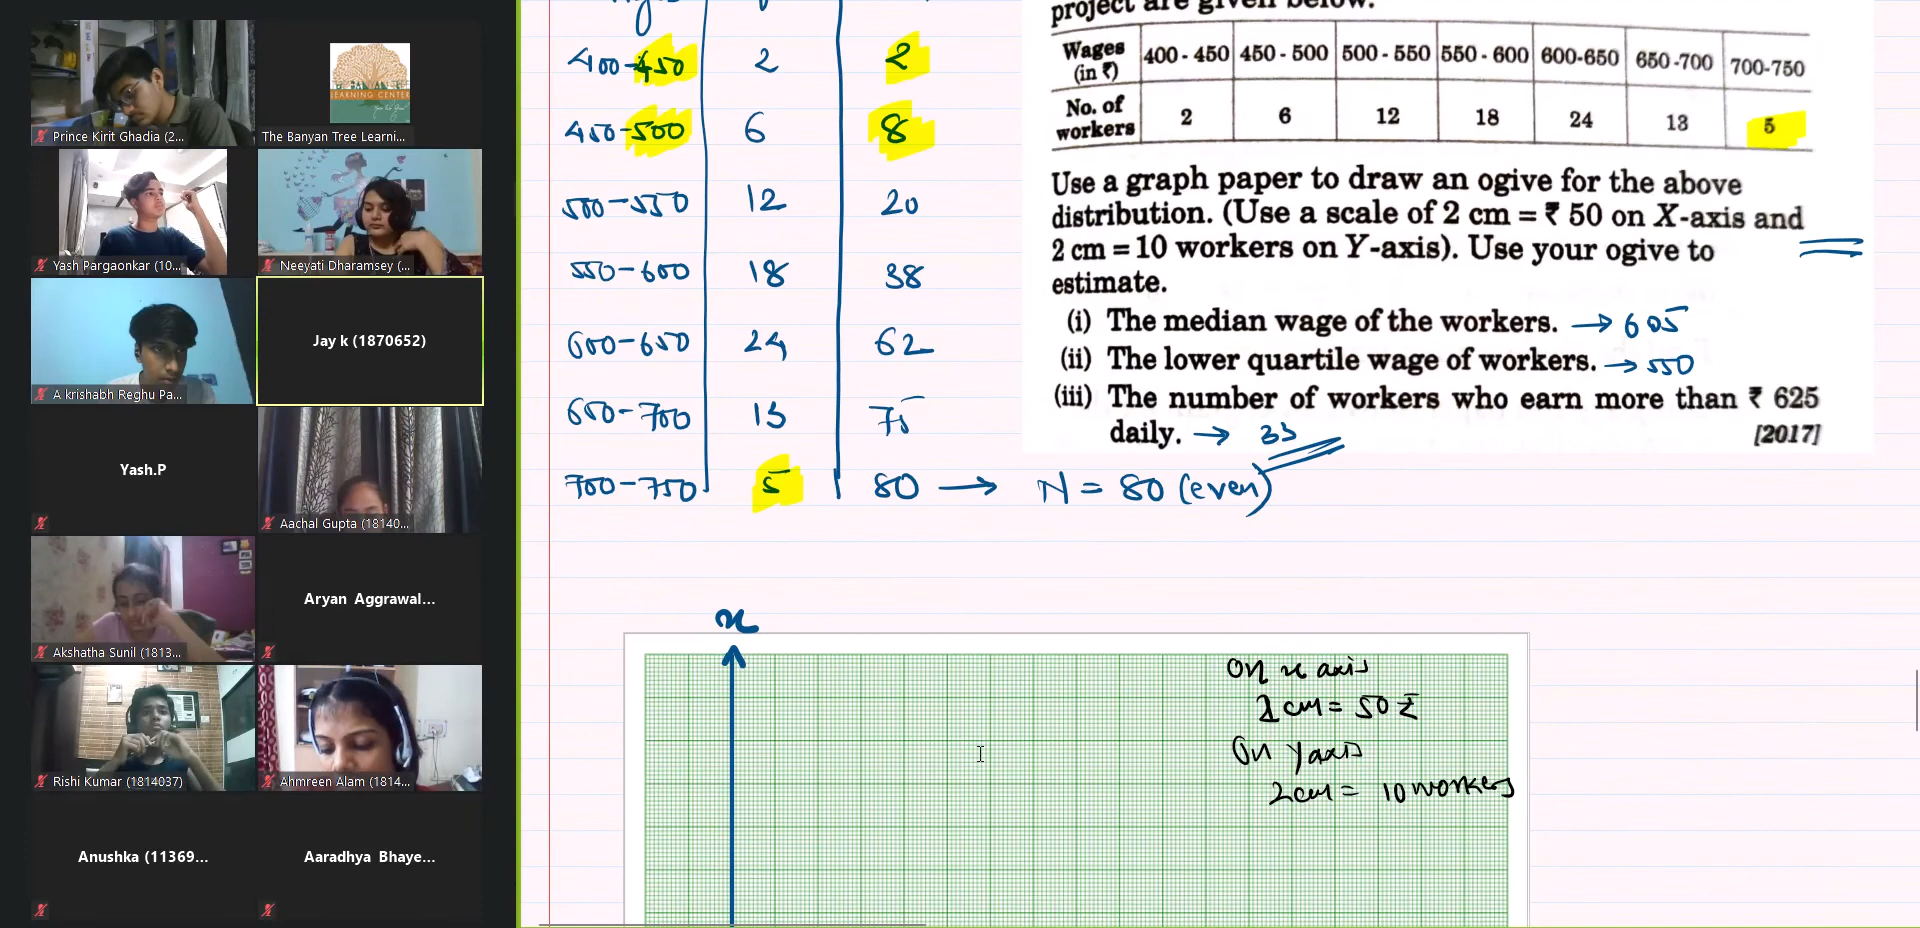 Prince Kirit Ghadia (2...
LEARNING CENTER
The Banyan Tree Learni...
Yash Pargaonkar (10...
Neeyati Dharamsey (...
A krishabh Reghu Pa...
Jay k (1870652)
Yash.P
Aachal Gupta (18140...
Akshatha Sunil (1813...
Aryan Aggrawal...
Rishi Kumar (1814037)
Ahmreen Alam (1814...
Anushka (11369...
Aaradhya Bhaye...
400-450 2 2
450-500 6 8
500-550 12 20
550-600 18 38
600-650 24 62
650-700 13 75
700-750 5 80 → N = 80 (even)
project are given below.
Wages (in ₹) 400 - 450 450 - 500 500 - 550 550 - 600 600-650 650-700 700-750
No. of workers 2 6 12 18 24 13 5
Use a graph paper to draw an ogive for the above
distribution. (Use a scale of 2 cm = ₹ 50 on X-axis and
2 cm = 10 workers on Y-axis). Use your ogive to
estimate.
(i) The median wage of the workers. → 605
(ii) The lower quartile wage of workers. → 550
(iii) The number of workers who earn more than ₹ 625
daily. → 33 [2017]
x
On x axis
2 cm = 50 ₹
On y axis
2 cm = 10 workers